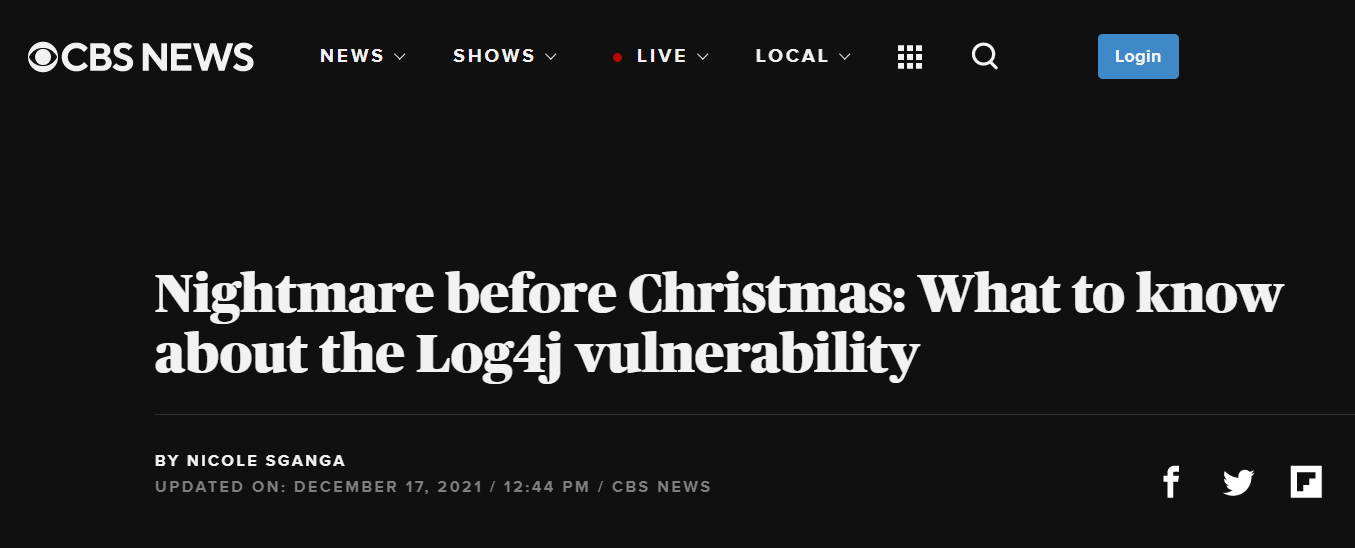 CBS NEWS NEWS SHOWS LIVE LOCAL Login
Nightmare before Christmas: What to know
about the Log4j vulnerability
BY NICOLE SGANGA
UPDATED ON: DECEMBER 17, 2021 / 12:44 PM / CBS NEWS